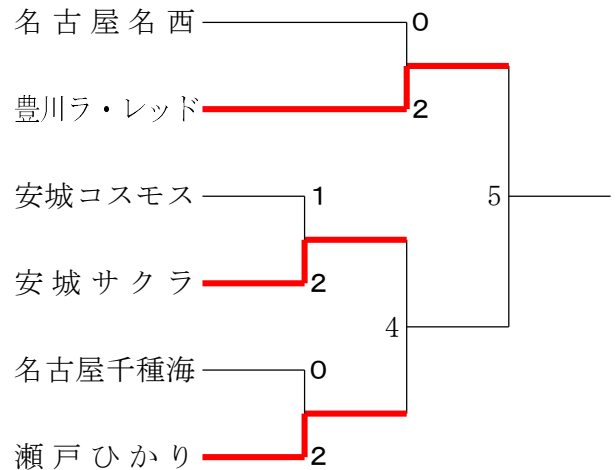 名古屋名西 0
豊川ラ・レッド 2
安城コスモス 1
5
安城サクラ 2
4
名古屋千種海 0
瀬戸ひかり 2